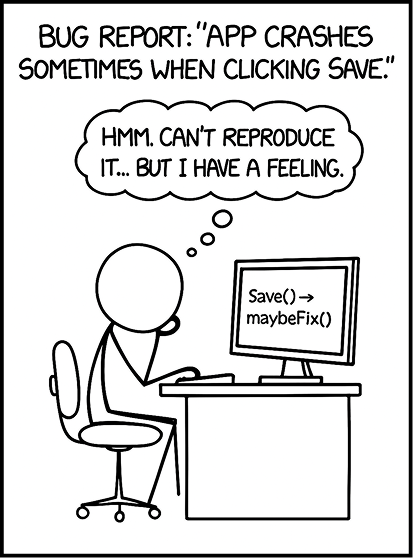 BUG REPORT: "APP CRASHES
SOMETIMES WHEN CLICKING SAVE."
HMM. CAN'T REPRODUCE
IT... BUT I HAVE A FEELING.
Save() →
maybeFix()